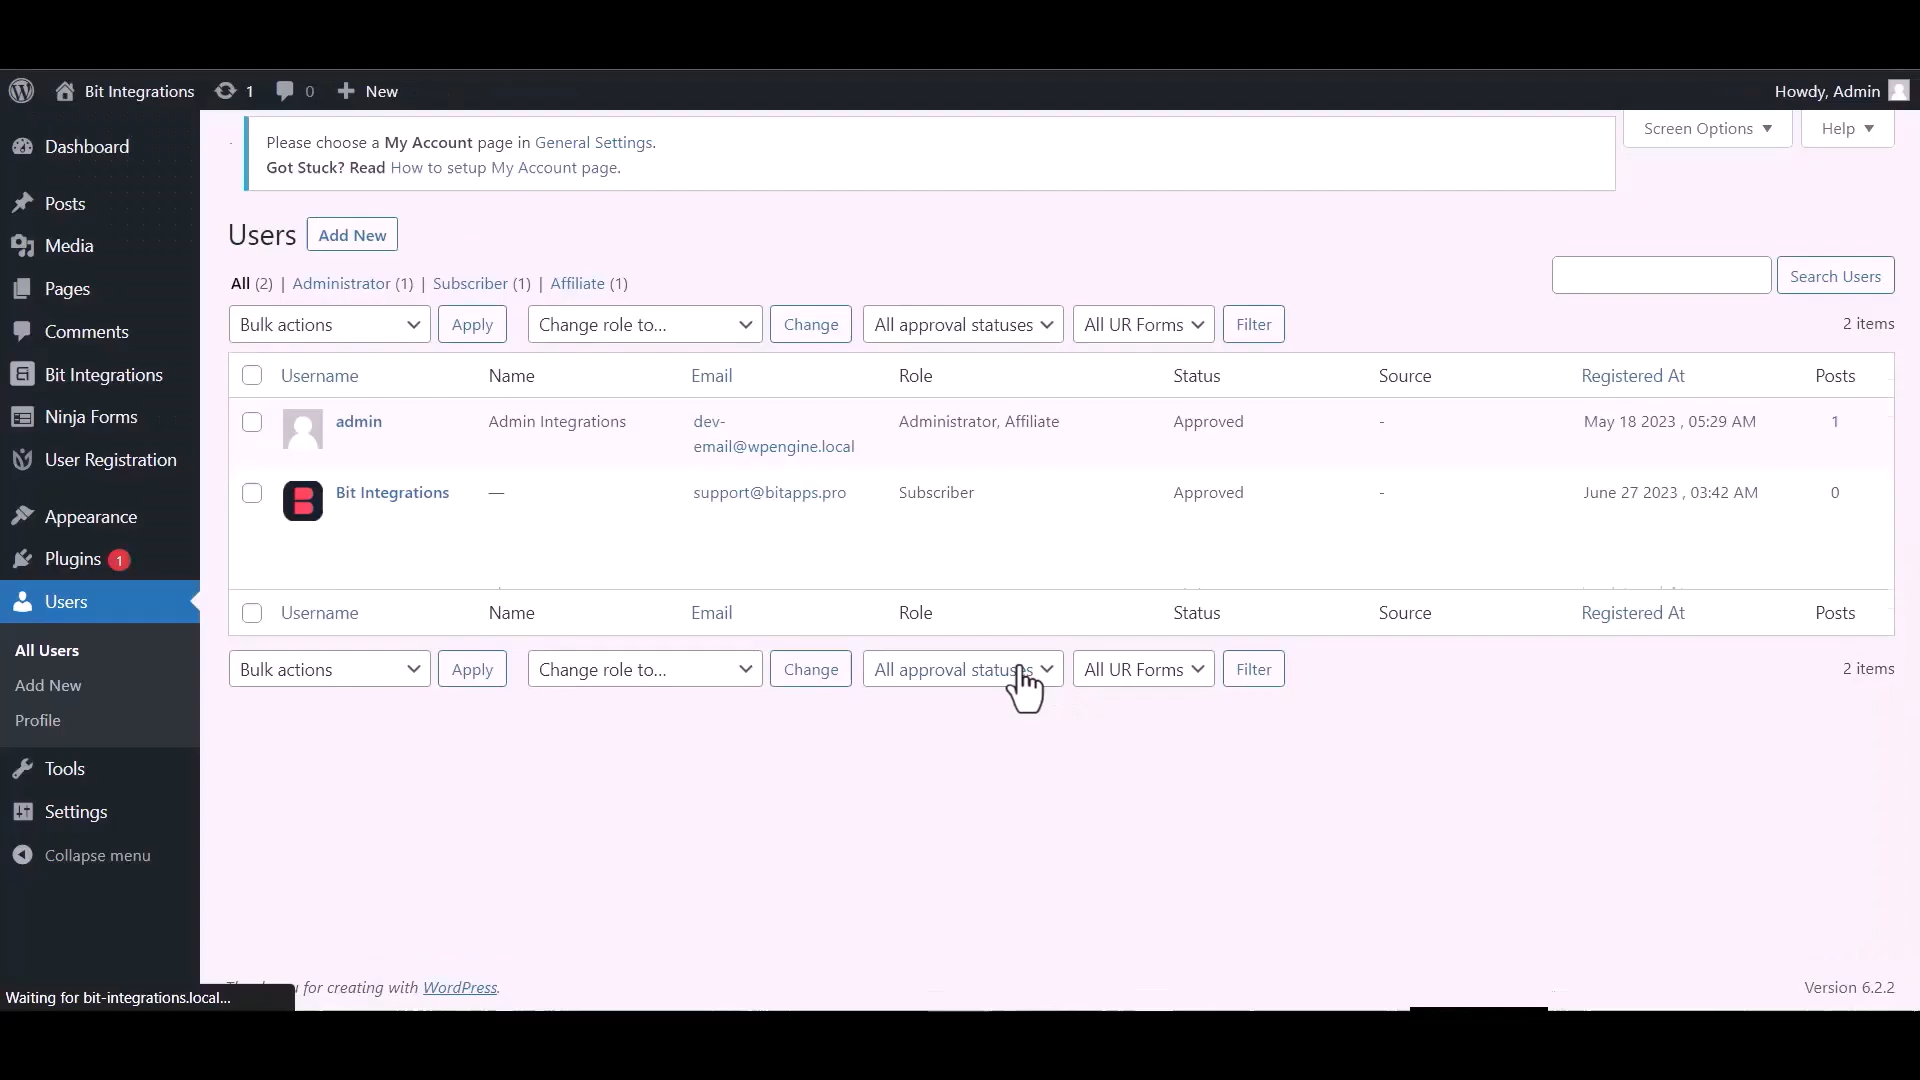 Bit Integrations 1 0 New Howdy, Admin
Dashboard
Posts
Media
Pages
Comments
Bit Integrations
Ninja Forms
User Registration
Appearance
Plugins 1
Users
All Users
Add New
Profile
Tools
Settings
Collapse menu
Screen Options Help
Please choose a My Account page in General Settings.
Got Stuck? Read How to setup My Account page.
Users Add New
All (2) | Administrator (1) | Subscriber (1) | Affiliate (1)
Search Users
Bulk actions Apply Change role to... Change All approval statuses All UR Forms Filter 2 items
Username Name Email Role Status Source Registered At Posts
admin Admin Integrations dev- Administrator, Affiliate Approved - May 18 2023 , 05:29 AM 1
email@wpengine.local
Bit Integrations — support@bitapps.pro Subscriber Approved - June 27 2023 , 03:42 AM 0
Username Name Email Role Status Source Registered At Posts
Bulk actions Apply Change role to... Change All approval statuses All UR Forms Filter 2 items
for creating with WordPress. Version 6.2.2
Waiting for bit-integrations.local...